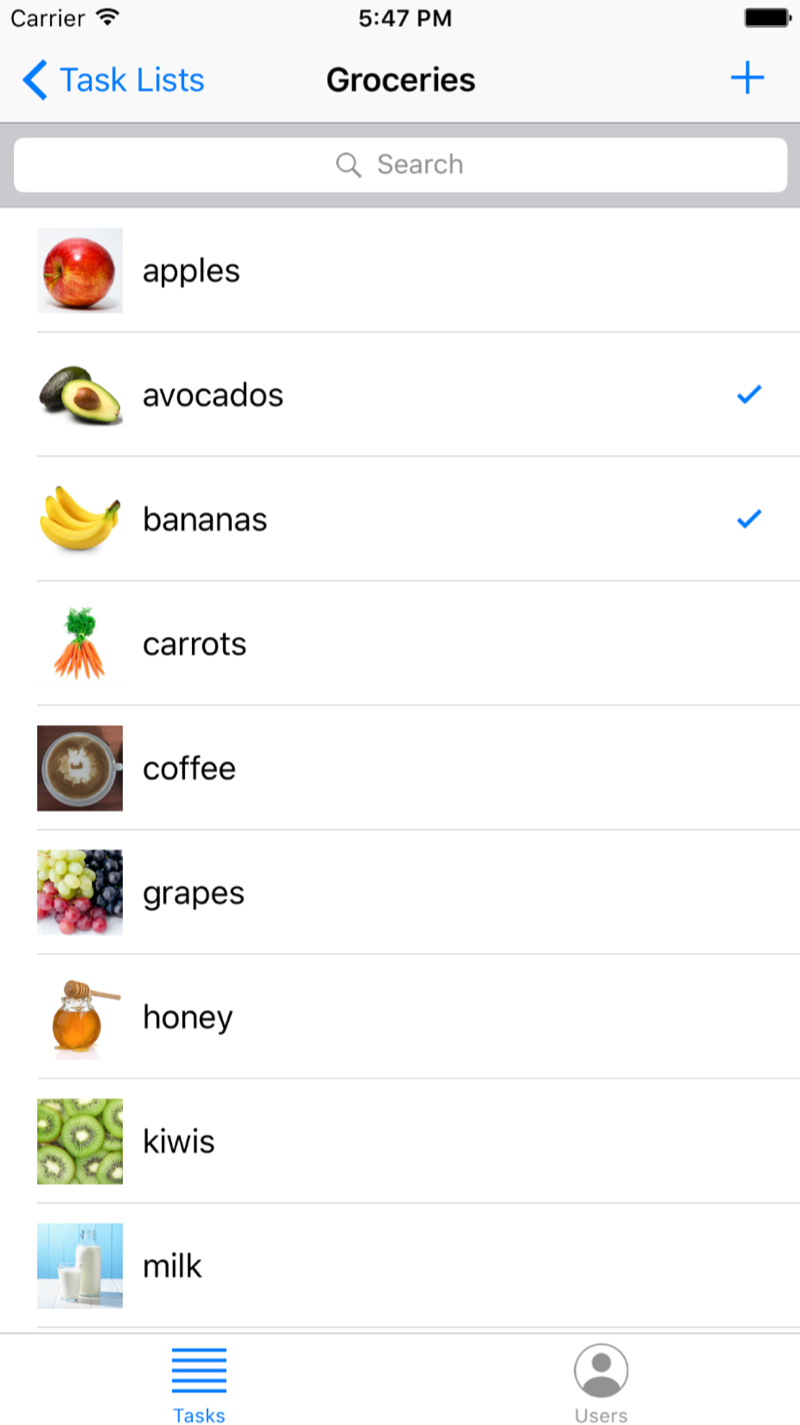 Carrier 5:47 PM
Task Lists Groceries
Search
apples
avocados
bananas
carrots
coffee
grapes
honey
kiwis
milk
Tasks Users